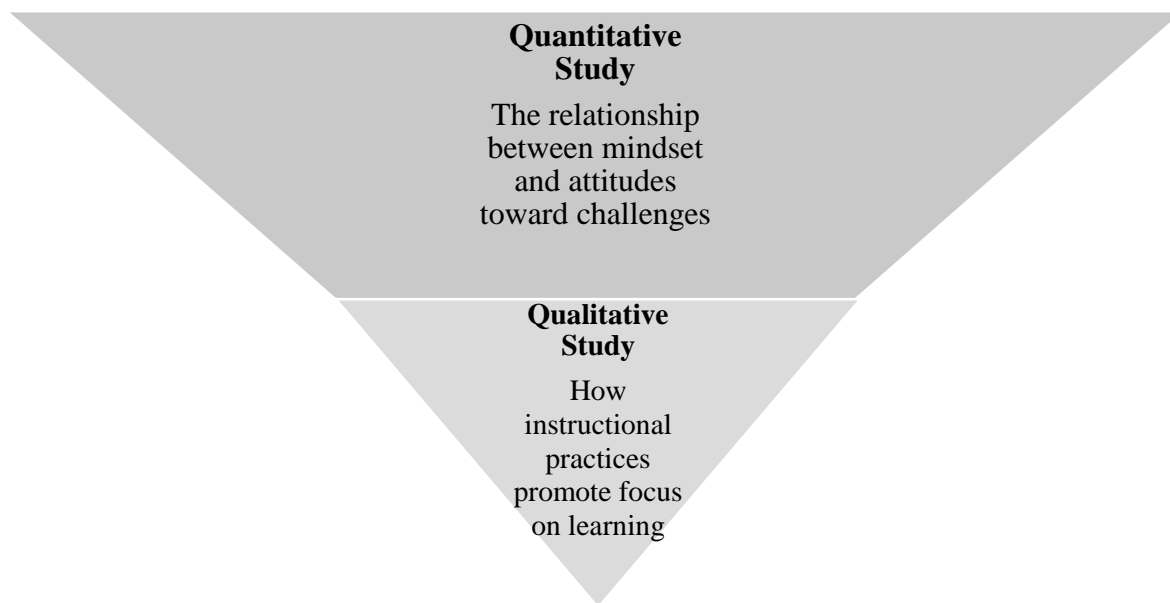 Quantitative
Study
The relationship
between mindset
and attitudes
toward challenges
Qualitative
Study
How
instructional
practices
promote focus
on learning